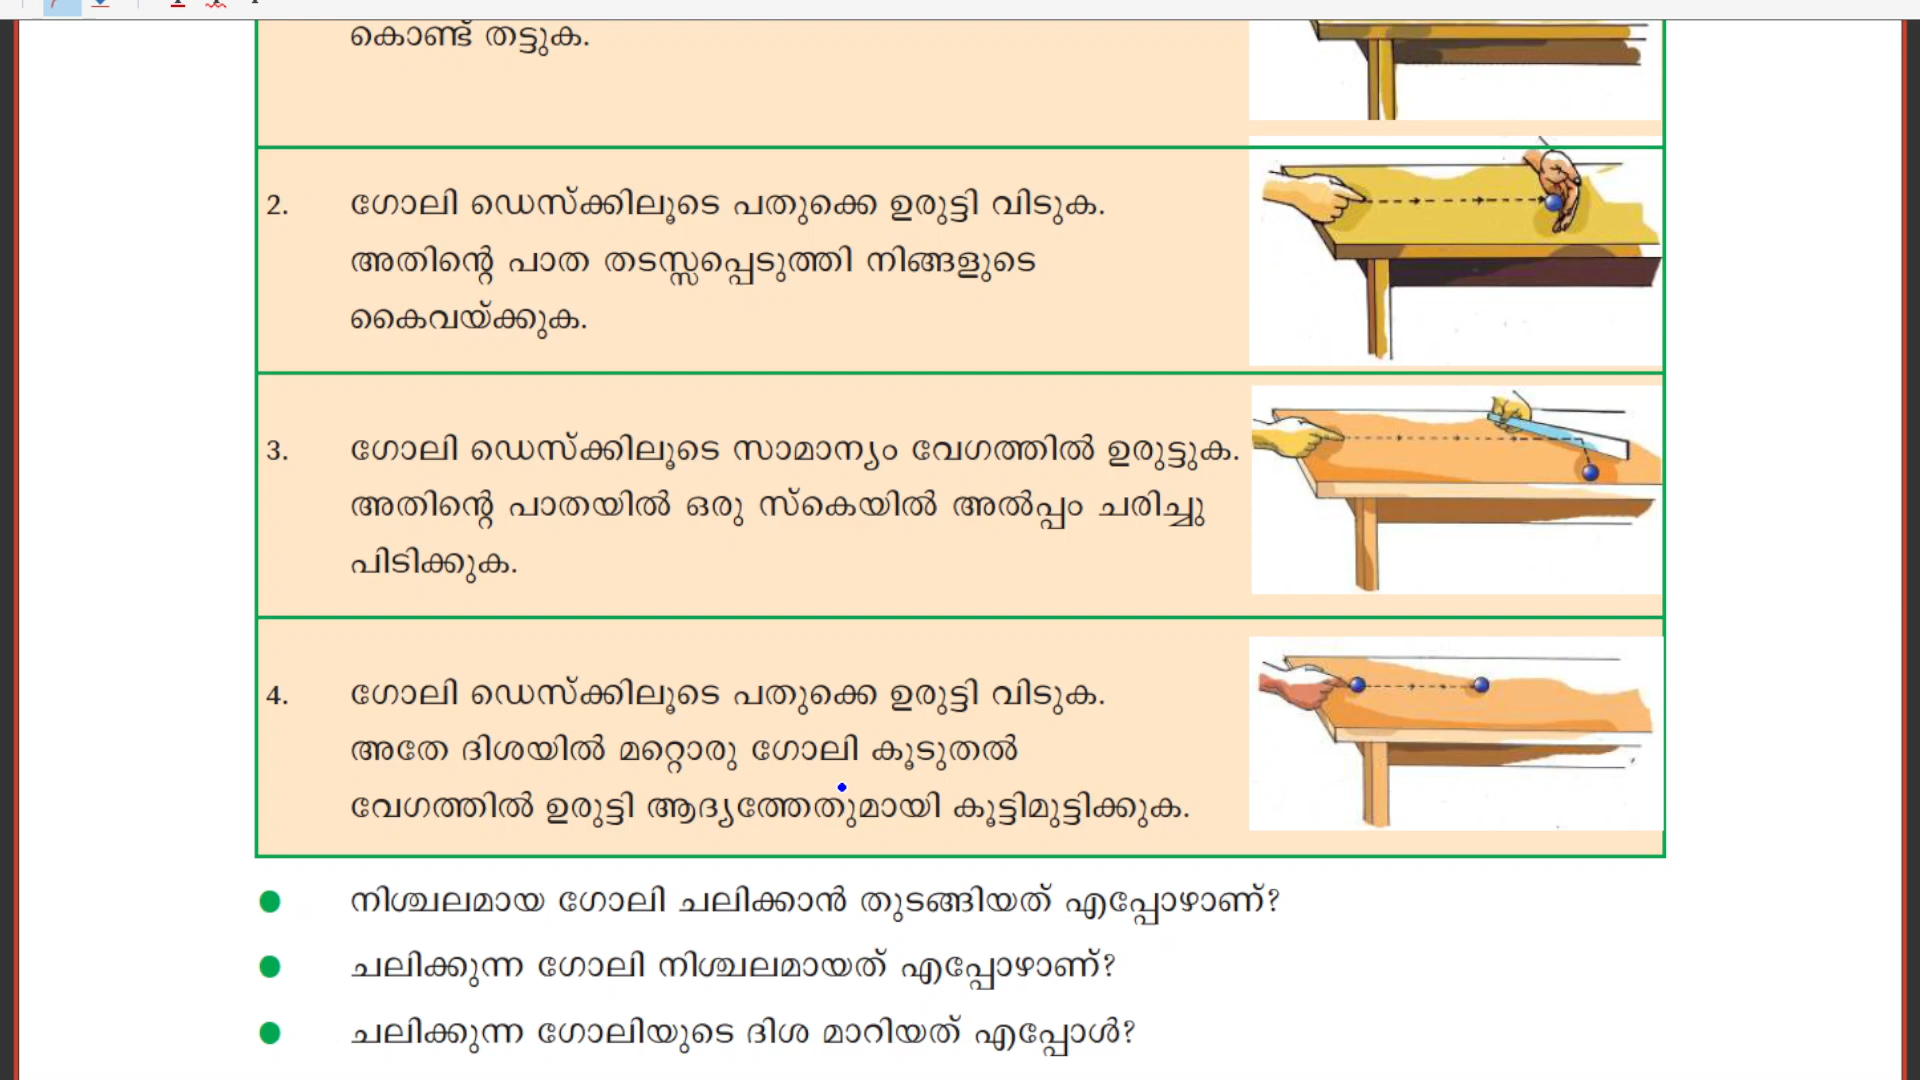 കൊണ്ട് തട്ടുക.
2. ഗോലി ഡെസ്ക്കിലൂടെ പതുക്കെ ഉരുട്ടി വിടുക.
അതിന്റെ പാത തടസ്സപ്പെടുത്തി നിങ്ങളുടെ
കൈവയ്ക്കുക.
3. ഗോലി ഡെസ്ക്കിലൂടെ സാമാന്യം വേഗത്തിൽ ഉരുട്ടുക.
അതിന്റെ പാതയിൽ ഒരു സ്കെയിൽ അൽപ്പം ചരിച്ചു
പിടിക്കുക.
4. ഗോലി ഡെസ്ക്കിലൂടെ പതുക്കെ ഉരുട്ടി വിടുക.
അതേ ദിശയിൽ മറ്റൊരു ഗോലി കൂടുതൽ
വേഗത്തിൽ ഉരുട്ടി ആദ്യത്തേതുമായി കൂട്ടിമുട്ടിക്കുക.
നിശ്ചലമായ ഗോലി ചലിക്കാൻ തുടങ്ങിയത് എപ്പോഴാണ്?
ചലിക്കുന്ന ഗോലി നിശ്ചലമായത് എപ്പോഴാണ്?
ചലിക്കുന്ന ഗോലിയുടെ ദിശ മാറിയത് എപ്പോൾ?